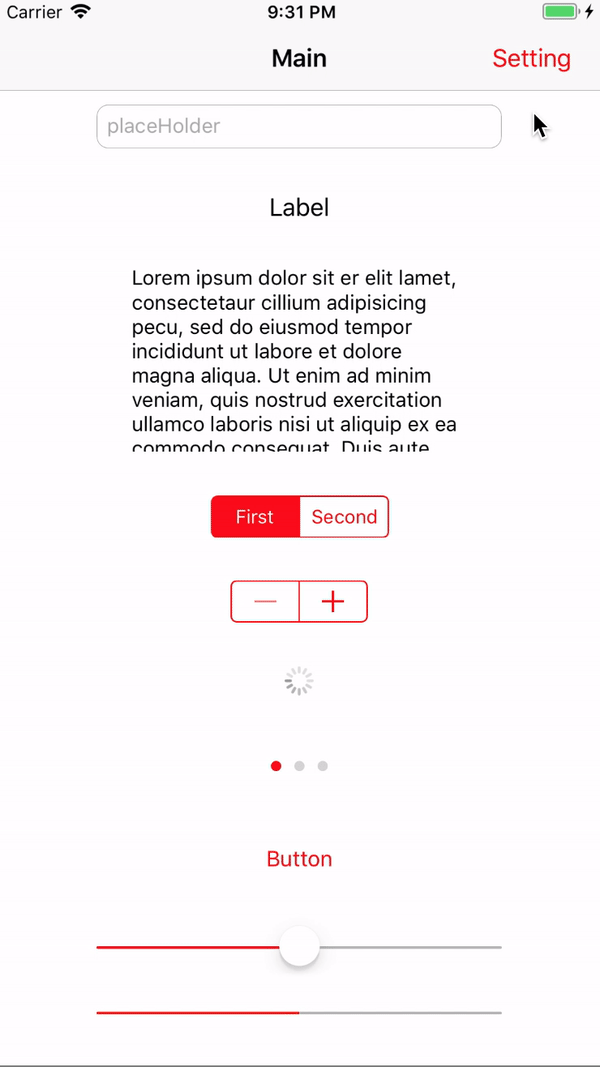 Carrier 9:31 PM
Main Setting
placeHolder
Label
Lorem ipsum dolor sit er elit lamet,
consectetaur cillium adipisicing
pecu, sed do eiusmod tempor
incididunt ut labore et dolore
magna aliqua. Ut enim ad minim
veniam, quis nostrud exercitation
ullamco laboris nisi ut aliquip ex ea
commodo consequat. Duis aute
First Second
Button